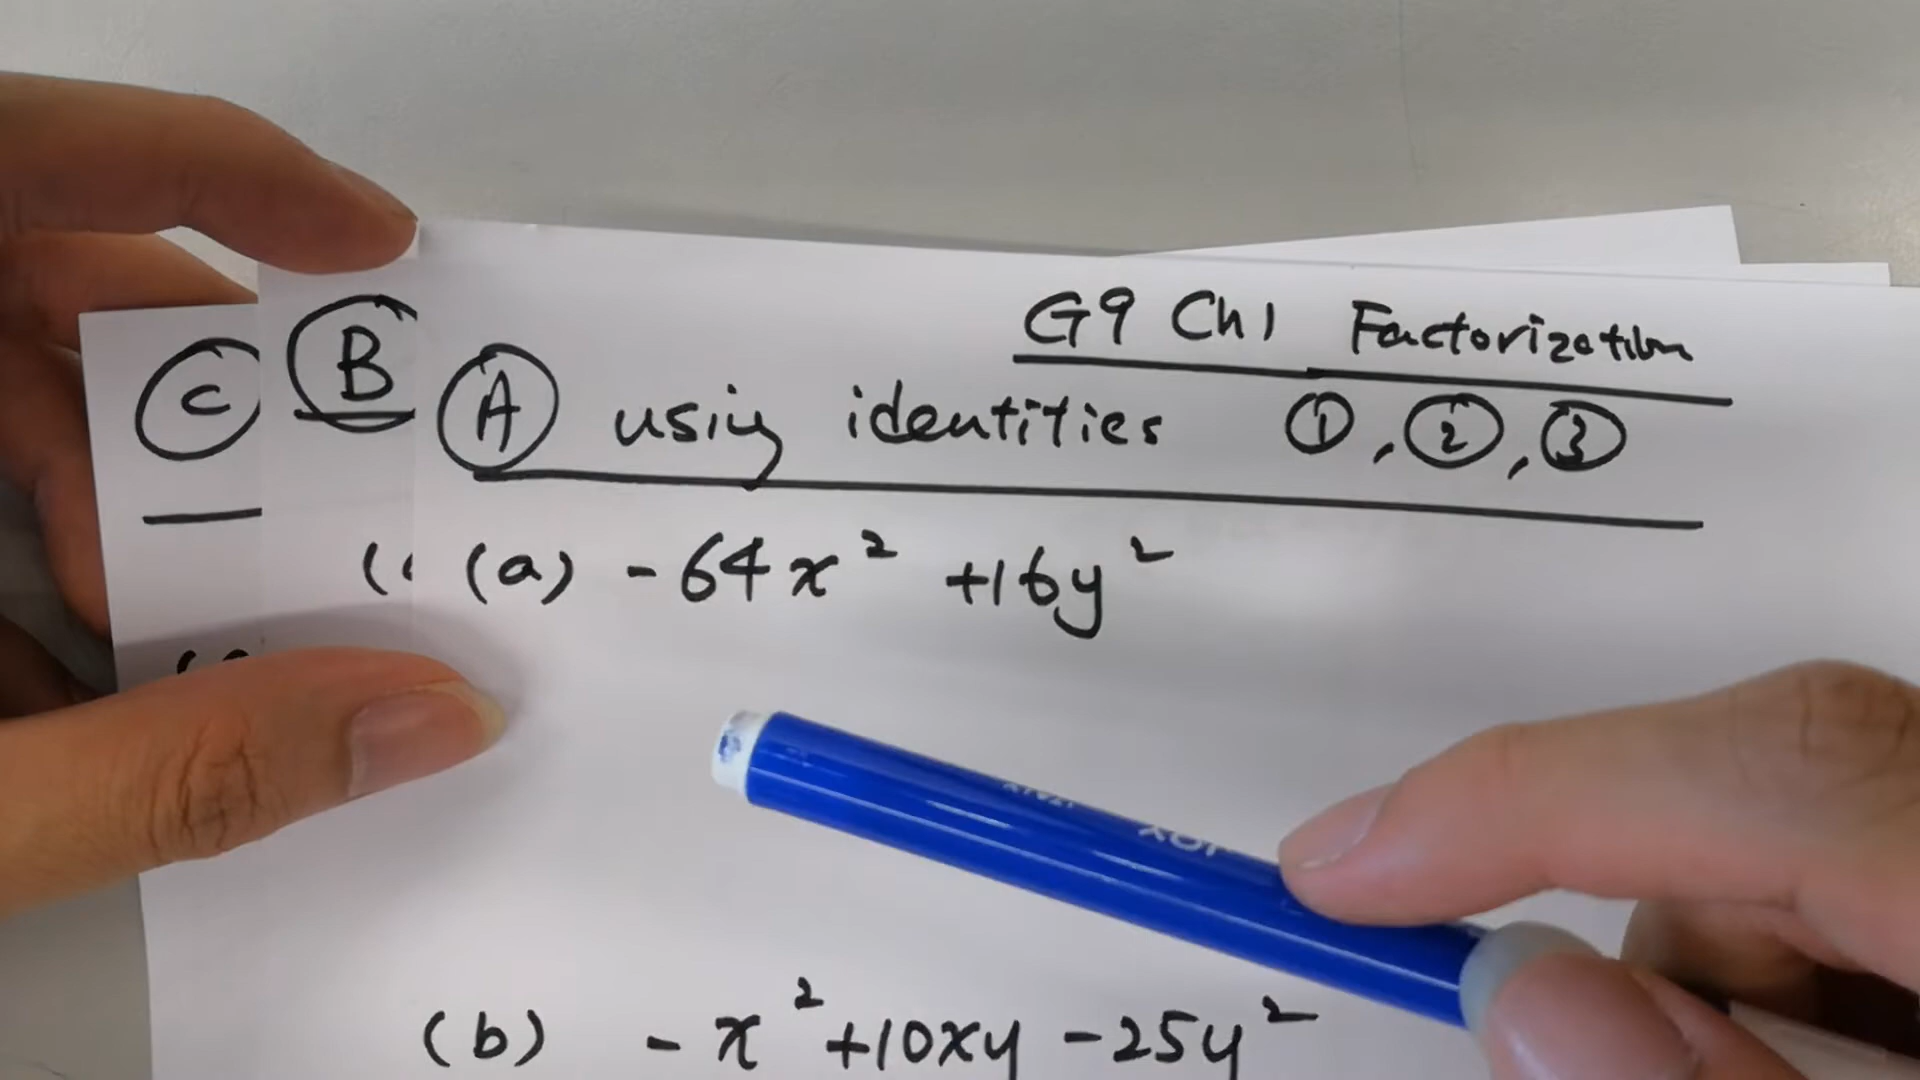 G9 Ch1 Factorization
C B A using identities ①, ②, ③
(a) -64x² +16y²
(b) -x² +10xy -25y²